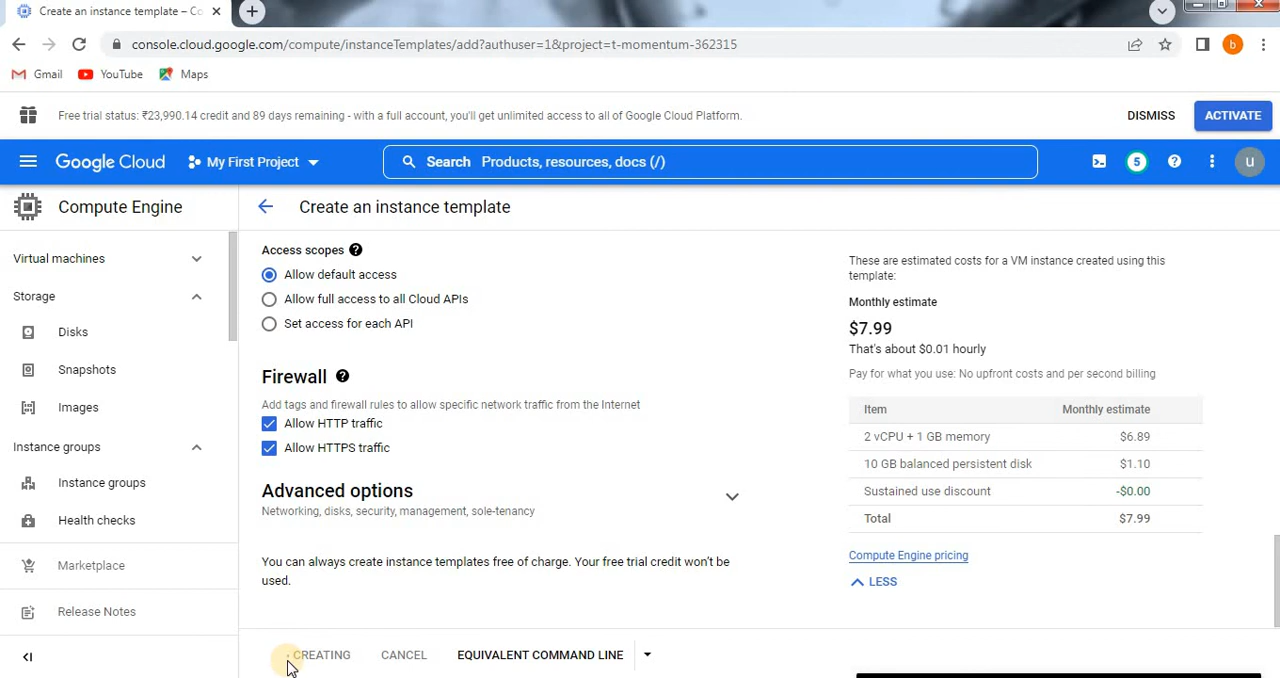 Create an instance template – Co
console.cloud.google.com/compute/instanceTemplates/add?authuser=1&project=t-momentum-362315
b
Gmail
YouTube
Maps
Free trial status: ₹23,990.14 credit and 89 days remaining - with a full account, you'll get unlimited access to all of Google Cloud Platform.
DISMISS
ACTIVATE
Google Cloud
My First Project
Search Products, resources, docs (/)
5
u
Compute Engine
Create an instance template
Virtual machines
Storage
Disks
Snapshots
Images
Instance groups
Instance groups
Health checks
Marketplace
Release Notes
Access scopes
Allow default access
Allow full access to all Cloud APIs
Set access for each API
Firewall
Add tags and firewall rules to allow specific network traffic from the Internet
Allow HTTP traffic
Allow HTTPS traffic
Advanced options
Networking, disks, security, management, sole-tenancy
You can always create instance templates free of charge. Your free trial credit won't be
used.
CREATING
CANCEL
EQUIVALENT COMMAND LINE
These are estimated costs for a VM instance created using this
template:
Monthly estimate
$7.99
That's about $0.01 hourly
Pay for what you use: No upfront costs and per second billing
Item Monthly estimate
2 vCPU + 1 GB memory $6.89
10 GB balanced persistent disk $1.10
Sustained use discount -$0.00
Total $7.99
Compute Engine pricing
LESS